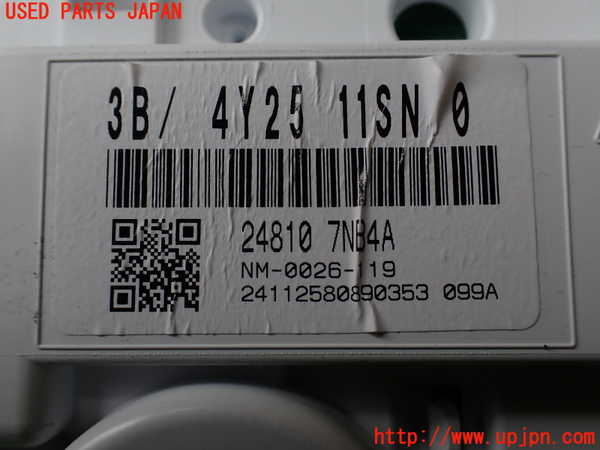 USED PARTS JAPAN
3B/ 4Y25 11SN 0
24810 7NB4A
NM-0026-119
24112580890353 099A
http://www.upjpn.com/